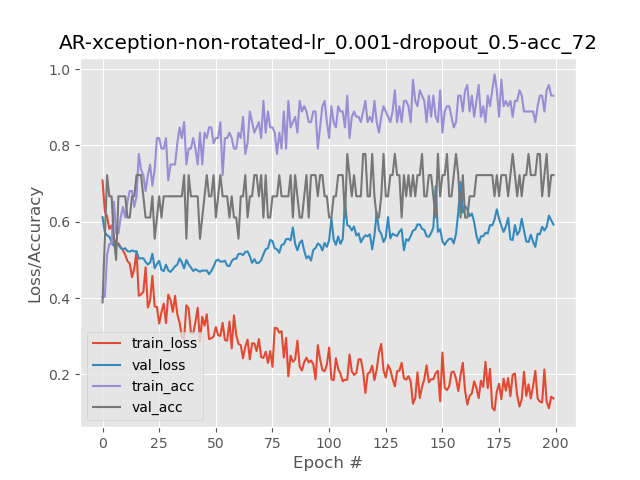 AR-xception-non-rotated-lr_0.001-dropout_0.5-acc_72
Loss/Accuracy
1.0
0.8
0.6
0.4
0.2
train_loss
val_loss
train_acc
val_acc
0 25 50 75 100 125 150 175 200
Epoch #